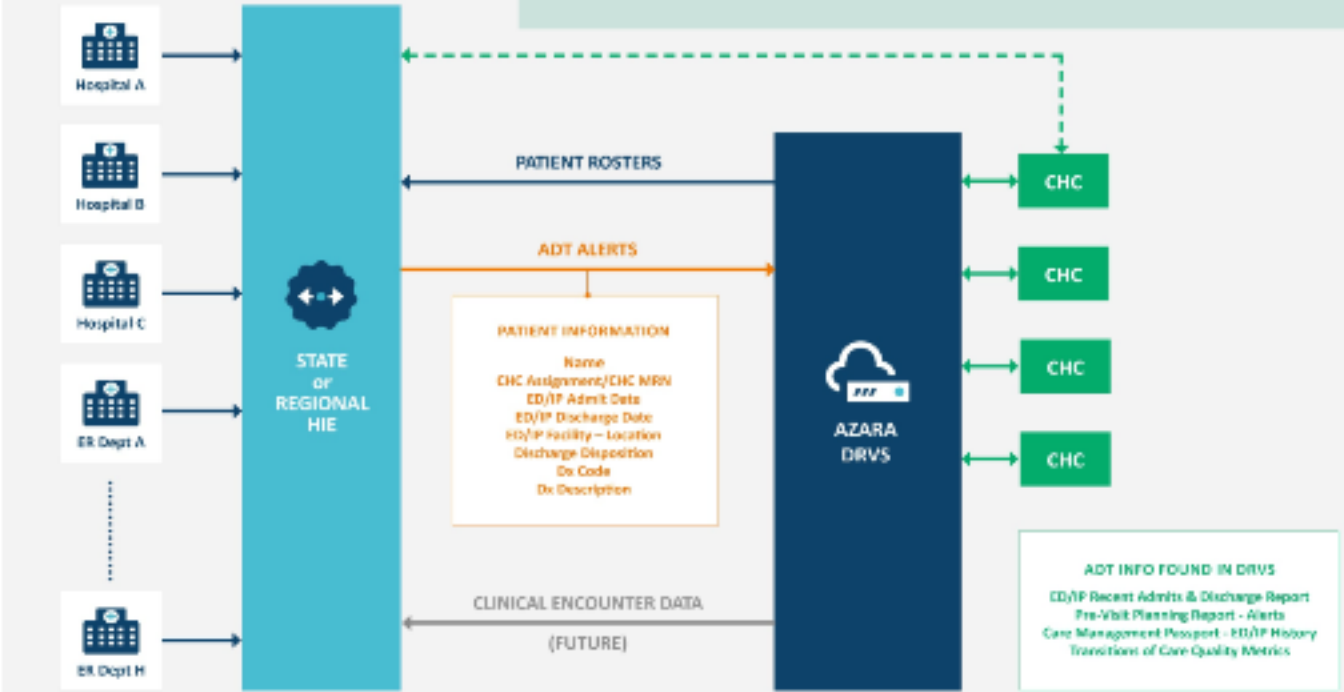 Hospital A
Hospital B
Hospital C
ER Dept A
ER Dept H
STATE
or
REGIONAL
HIE
PATIENT ROSTERS
ADT ALERTS
PATIENT INFORMATION
Name
CHC Assignment/CHC MRN
ED/IP Admit Date
ED/IP Discharge Date
ED/IP Facility – Location
Discharge Disposition
Dx Code
Dx Description
CLINICAL ENCOUNTER DATA
(FUTURE)
AZARA
DRVS
CHC
CHC
CHC
CHC
ADT INFO FOUND IN DRVS
ED/IP Recent Admits & Discharge Report
Pre-Visit Planning Report - Alerts
Care Management Passport - ED/IP History
Transitions of Care Quality Metrics